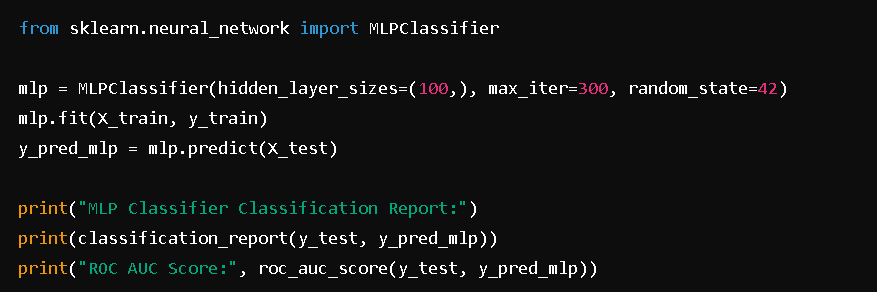 from sklearn.neural_network import MLPClassifier
mlp = MLPClassifier(hidden_layer_sizes=(100,), max_iter=300, random_state=42)
mlp.fit(X_train, y_train)
y_pred_mlp = mlp.predict(X_test)
print("MLP Classifier Classification Report:")
print(classification_report(y_test, y_pred_mlp))
print("ROC AUC Score:", roc_auc_score(y_test, y_pred_mlp))